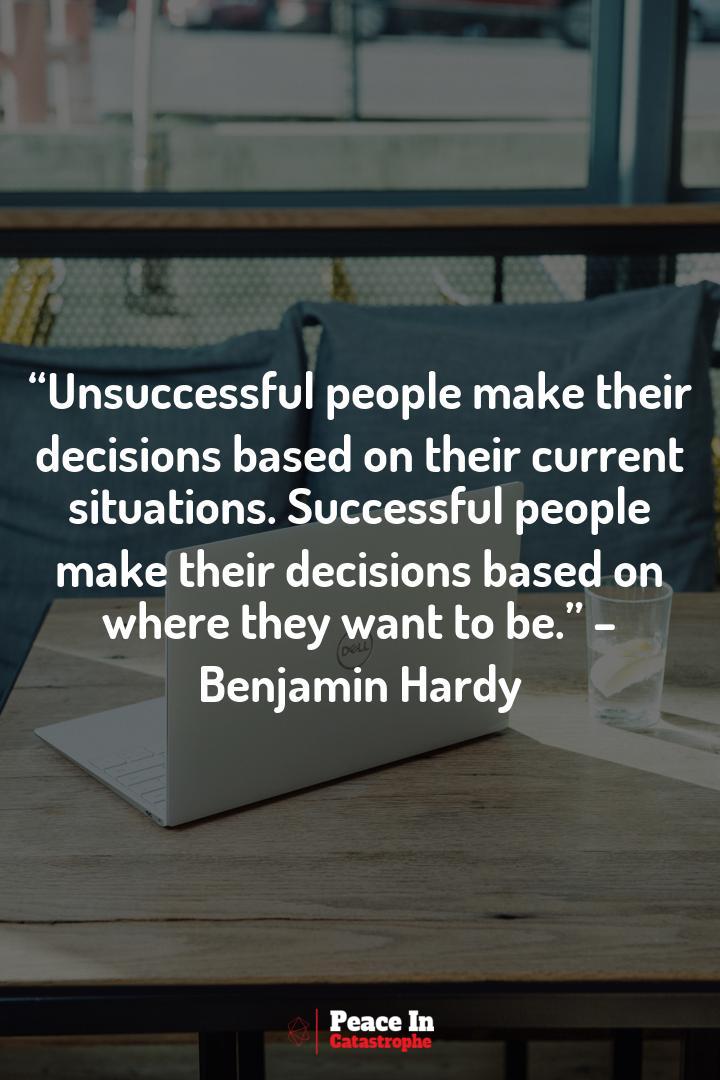 “Unsuccessful people make their
decisions based on their current
situations. Successful people
make their decisions based on
where they want to be.” –
Benjamin Hardy
DELL
Peace In
Catastrophe